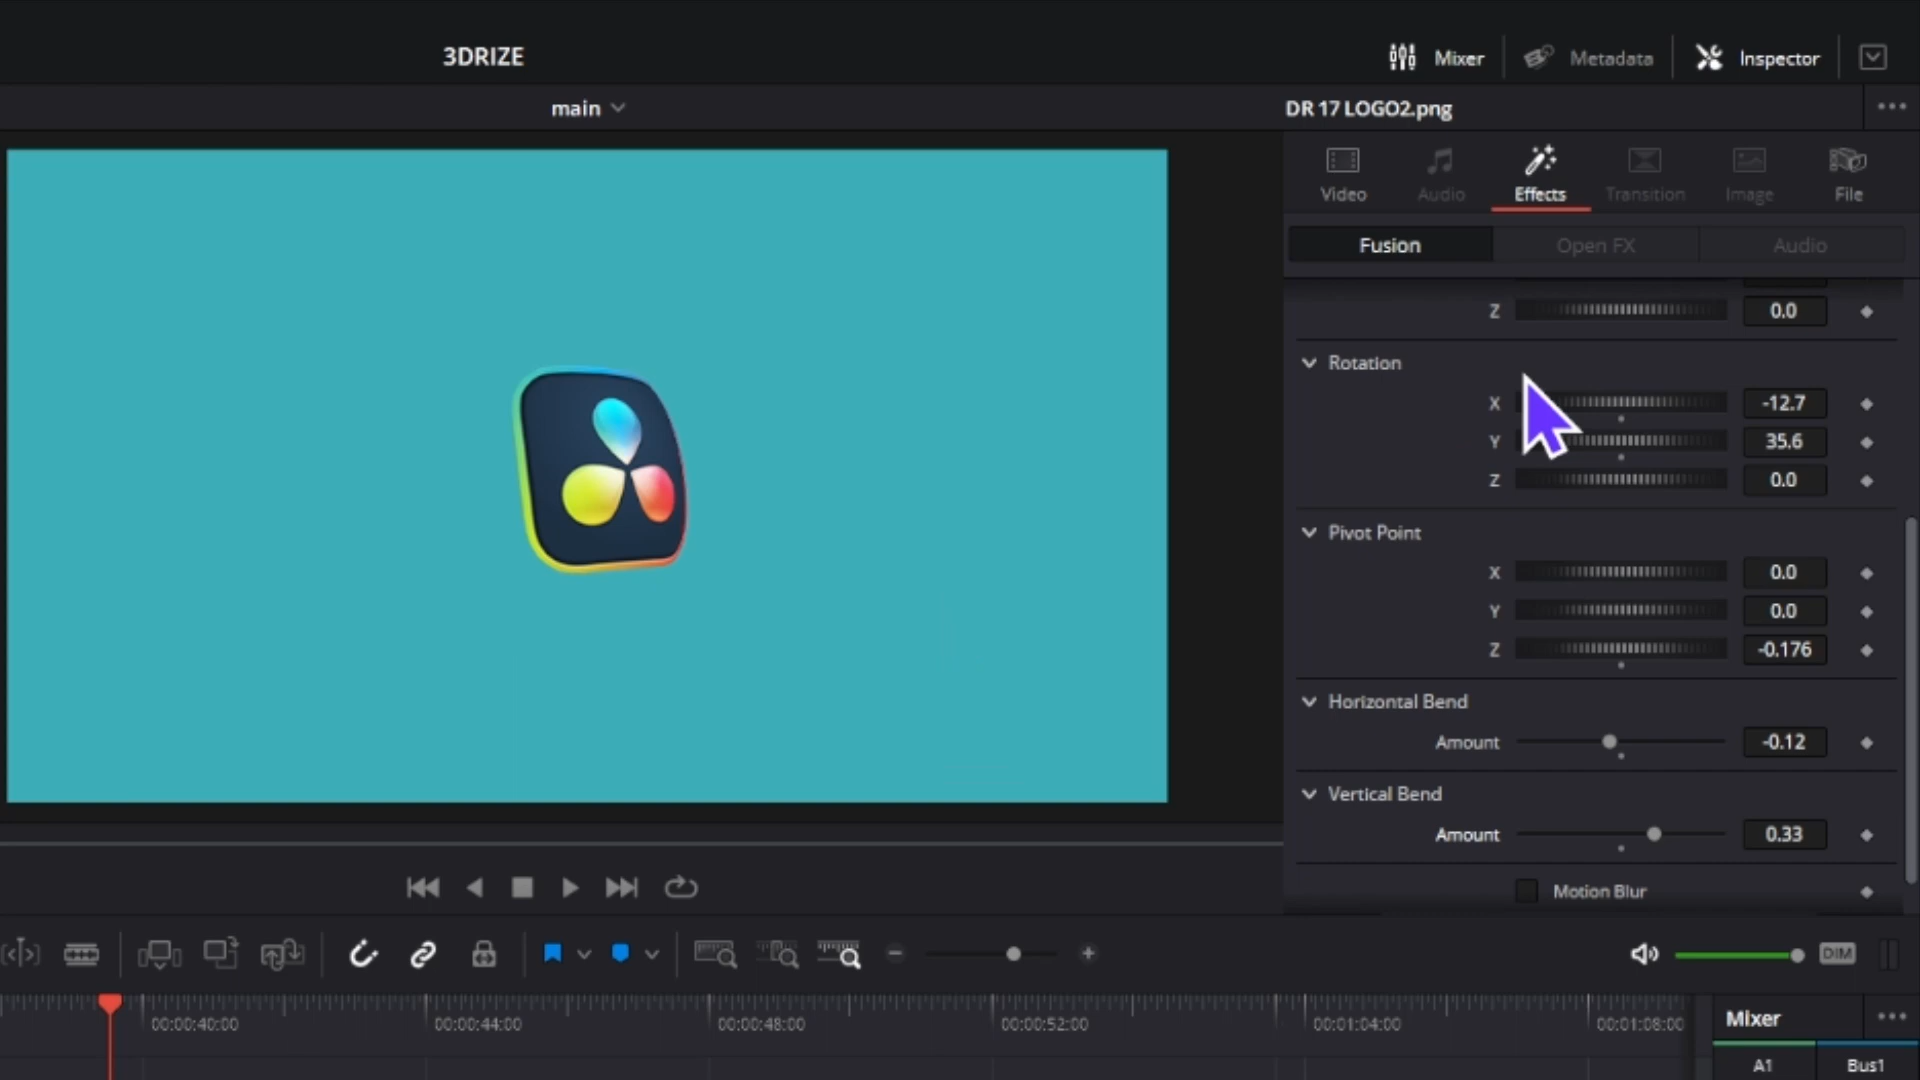 3DRIZE
Mixer
Metadata
Inspector
main
DR 17 LOGO2.png
Video
Audio
Effects
Transition
Image
File
Fusion
Open FX
Audio
Z 0.0
Rotation
X -12.7
Y 35.6
Z 0.0
Pivot Point
X 0.0
Y 0.0
Z -0.176
Horizontal Bend
Amount -0.12
Vertical Bend
Amount 0.33
Motion Blur
DIM
00:00:40:00
00:00:44:00
00:00:48:00
00:00:52:00
00:01:04:00
00:01:08:00
Mixer
A1
Bus1